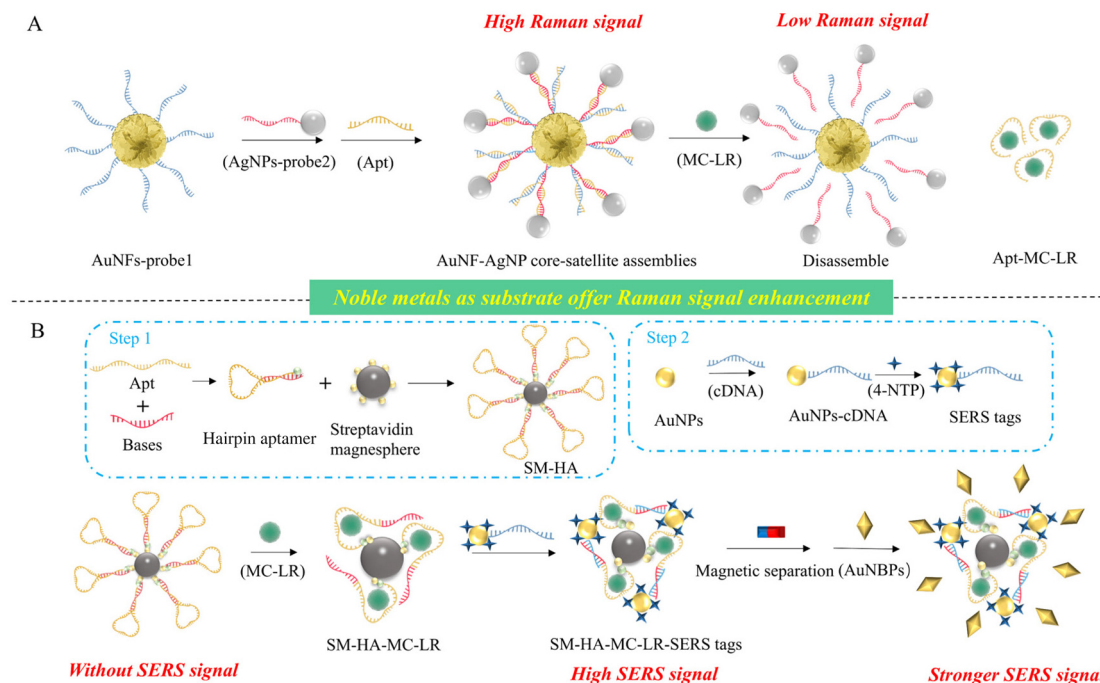 A
High Raman signal
Low Raman signal
(AgNPs-probe2)
(Apt)
(MC-LR)
AuNFs-probe1
AuNF-AgNP core-satellite assemblies
Disassemble
Apt-MC-LR
Noble metals as substrate offer Raman signal enhancement
B
Step 1
Apt
+
Bases
Hairpin aptamer
+
Streptavidin
magnesphere
SM-HA
Step 2
AuNPs
(cDNA)
AuNPs-cDNA
(4-NTP)
SERS tags
(MC-LR)
SM-HA-MC-LR
SM-HA-MC-LR-SERS tags
Magnetic separation
(AuNBPs)
Without SERS signal
High SERS signal
Stronger SERS signal